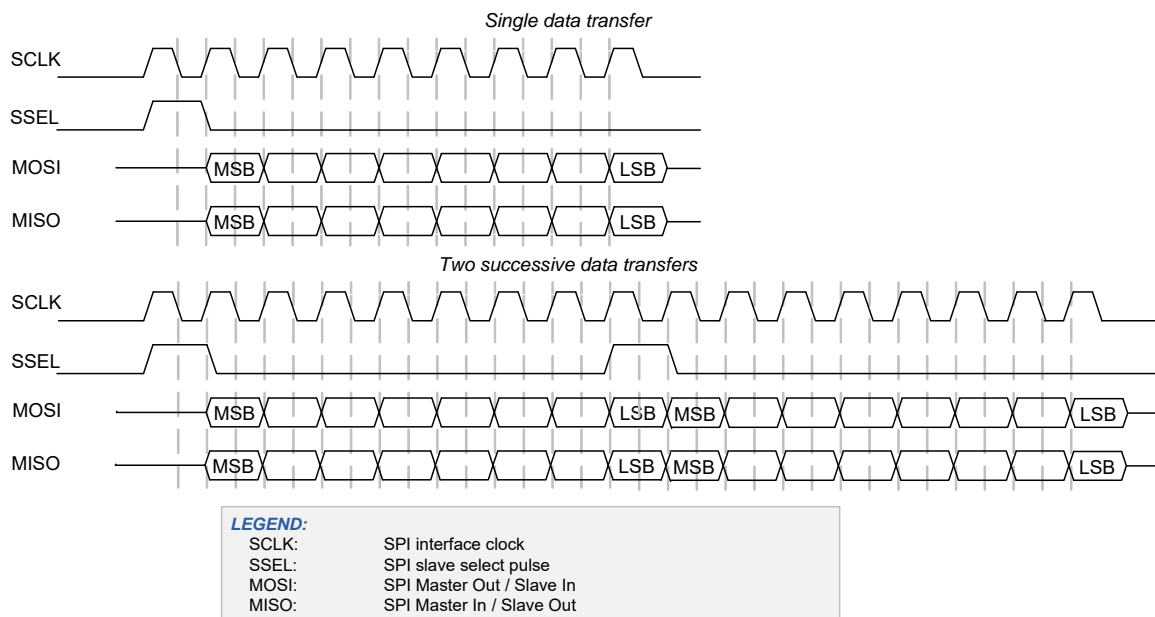 Single data transfer
SCLK
SSEL
MOSI MSB LSB
MISO MSB LSB
Two successive data transfers
SCLK
SSEL
MOSI MSB LSB MSB LSB
MISO MSB LSB MSB LSB
LEGEND:
SCLK: SPI interface clock
SSEL: SPI slave select pulse
MOSI: SPI Master Out / Slave In
MISO: SPI Master In / Slave Out